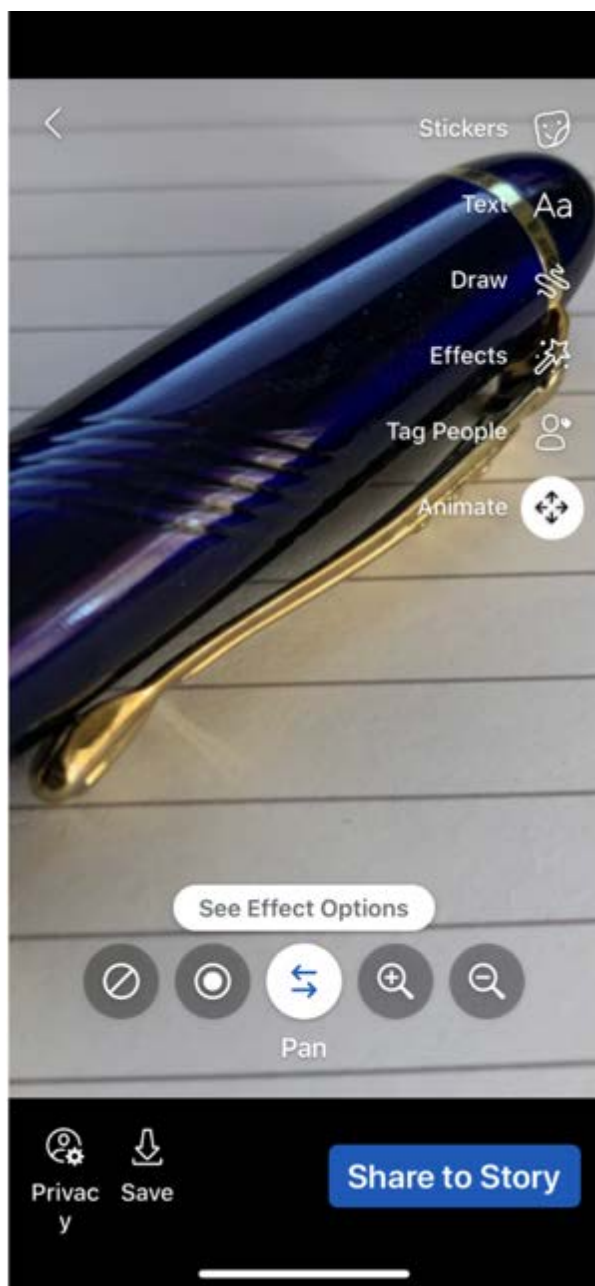 Stickers
Text Aa
Draw
Effects
Tag People
Animate
See Effect Options
Pan
Privac
y
Save
Share to Story